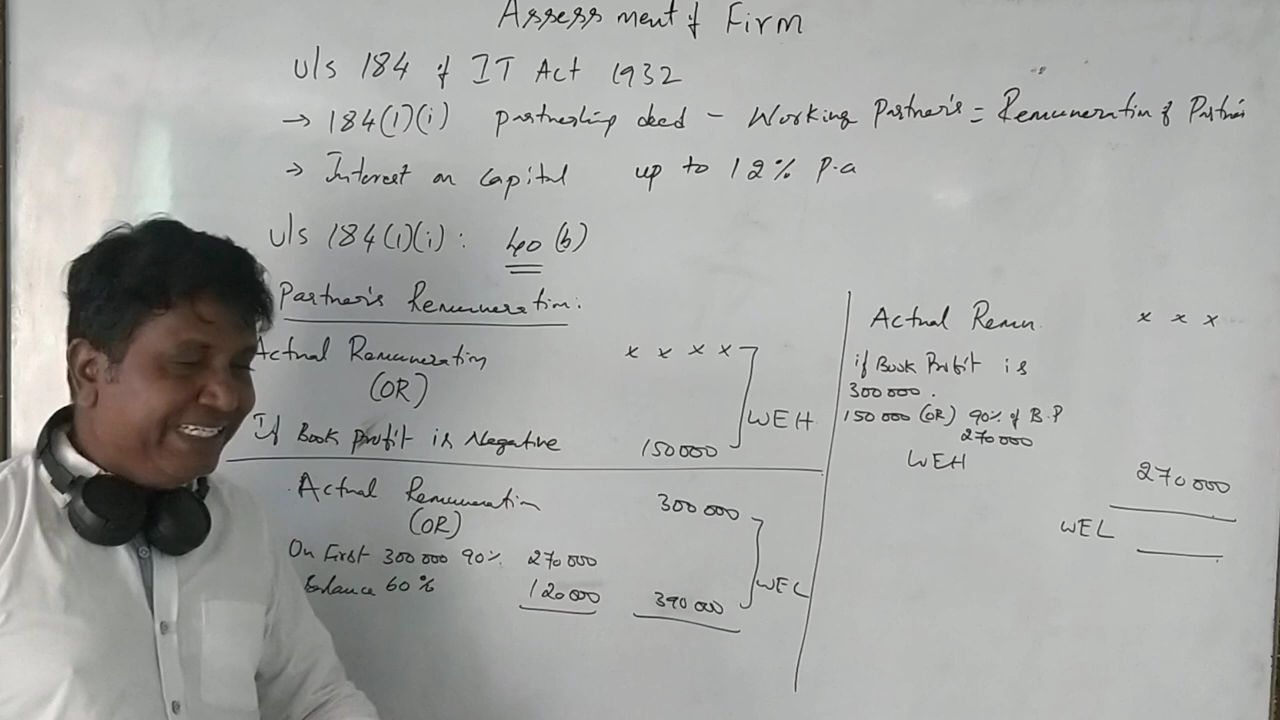 Assessment of Firm
u/s 184 of IT Act 1932
→ 184(1)(i) partnership deed - Working Partner's = Remuneration of Partner's
→ Interest on capital up to 12% p.a
u/s 184(1)(i): 40 (b)
Partner's Remuneration:
Actual Remuneration x x x x
(OR)
WEH
If Book Profit is Negative 150000
Actual Remuneration 300000
(OR)
On First 300000 90% 270000
Balance 60% 120000 390000
WEL
Actual Remun. x x x
if Book Profit is
300000.
150000 (OR) 90% of B.P
270000
WEH
270000
WEL